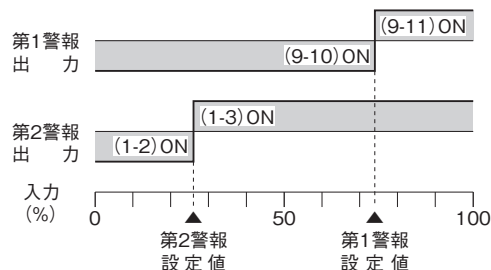 (9-11) ON
第1警報
出 力
(9-10) ON
(1-3) ON
第2警報
出 力
(1-2) ON
入力
(%)
0 50 100
第2警報
設定値
第1警報
設定値